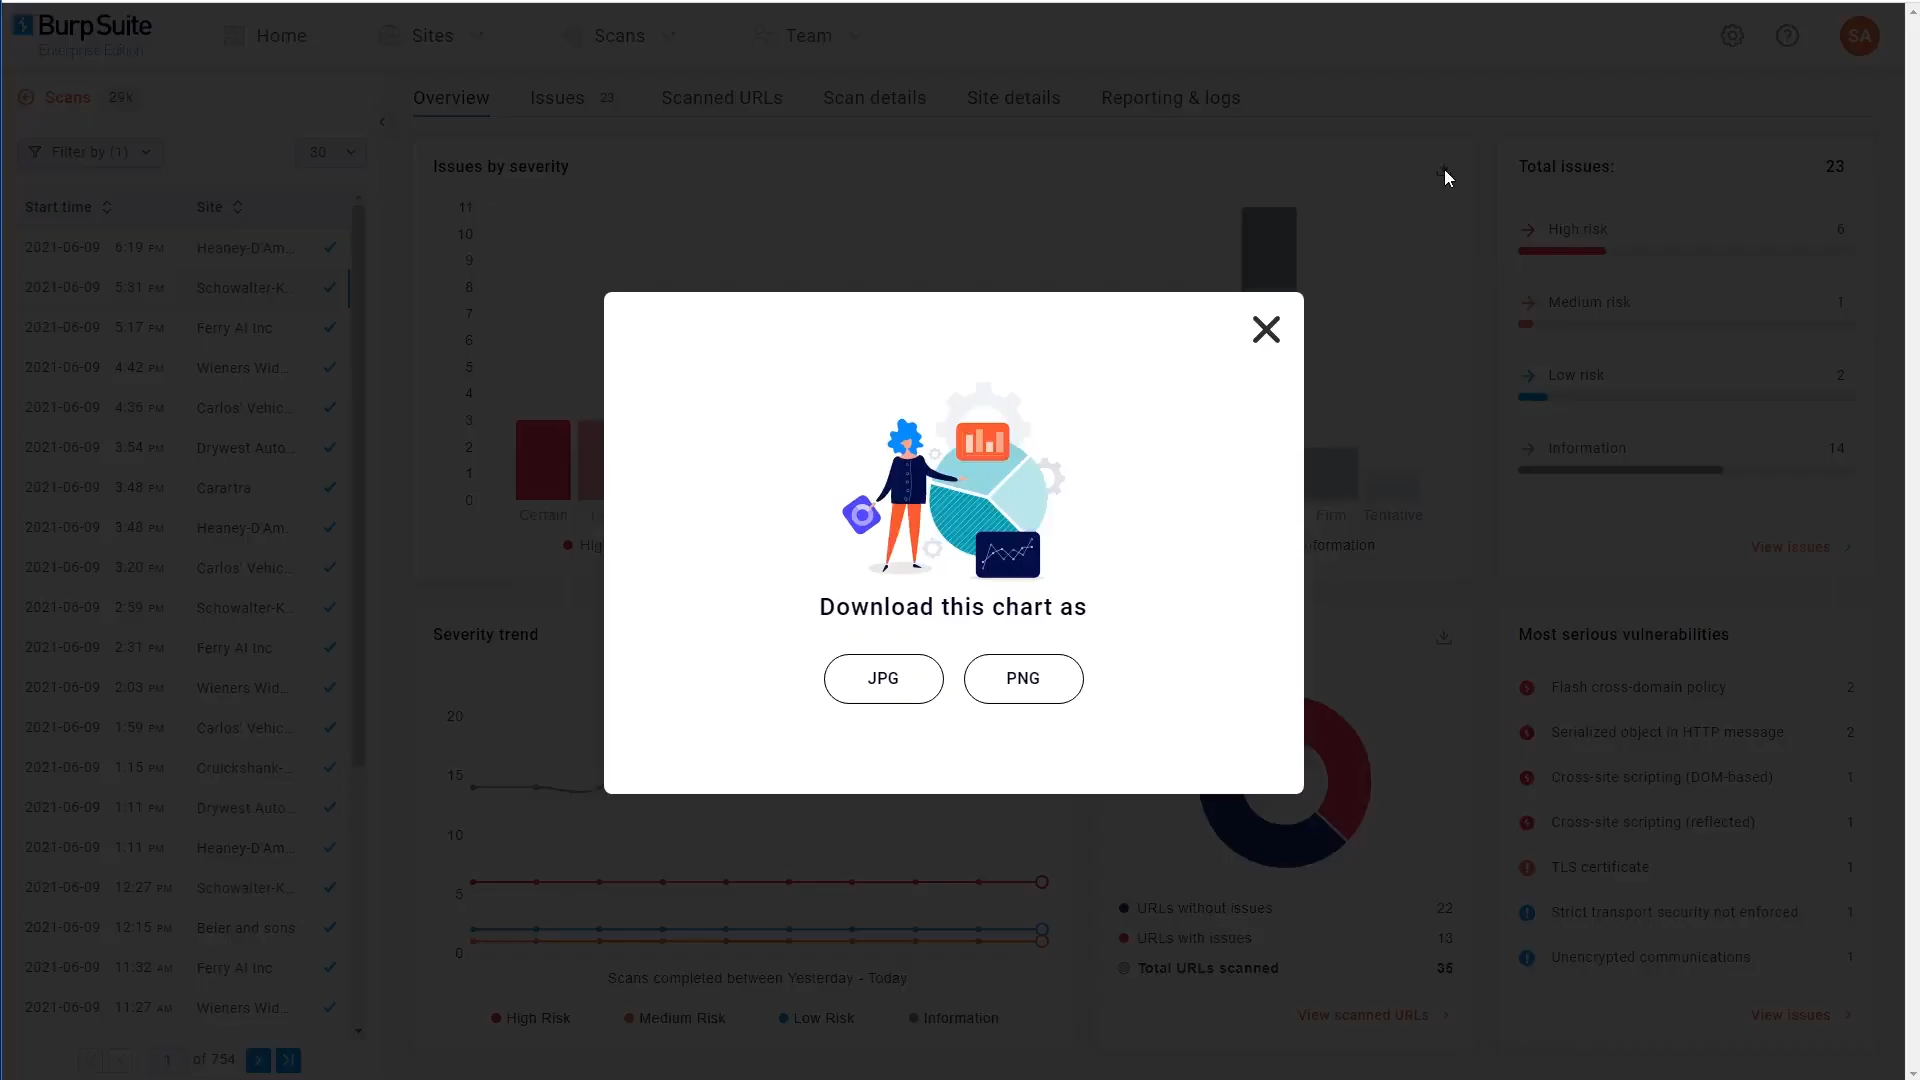 BurpSuite
Enterprise Edition
Home
Sites
Scans
Team
SA
Scans 29k
Filter by (1)
30
Start time
Site
2021-06-09 6:19 PM Heaney-D'Am...
2021-06-09 5:31 PM Schowalter-K...
2021-06-09 5:17 PM Ferry Al Inc
2021-06-09 4:42 PM Wieners Wid...
2021-06-09 4:36 PM Carlos' Vehic...
2021-06-09 3:54 PM Drywest Auto...
2021-06-09 3:48 PM Carartra
2021-06-09 3:48 PM Heaney-D'Am...
2021-06-09 3:20 PM Carlos' Vehic...
2021-06-09 2:59 PM Schowalter-K...
2021-06-09 2:31 PM Ferry Al Inc
2021-06-09 2:03 PM Wieners Wid...
2021-06-09 1:59 PM Carlos' Vehic...
2021-06-09 1:15 PM Cruickshank-...
2021-06-09 1:11 PM Drywest Auto...
2021-06-09 1:11 PM Heaney-D'Am...
2021-06-09 12:27 PM Schowalter-K...
2021-06-09 12:15 PM Beier and sons
2021-06-09 11:32 AM Ferry Al Inc
2021-06-09 11:27 AM Wieners Wid...
1 of 754
Overview
Issues 23
Scanned URLs
Scan details
Site details
Reporting & logs
Issues by severity
11
10
9
8
7
6
5
4
3
2
1
0
Certain
Firm
Tentative
Hig
formation
Download this chart as
JPG
PNG
Total issues: 23
High risk 6
Medium risk 1
Low risk 2
Information 14
View issues
Severity trend
20
15
10
5
0
Scans completed between Yesterday - Today
High Risk
Medium Risk
Low Risk
Information
URLs without issues 22
URLs with issues 13
Total URLs scanned 35
View scanned URLs
Most serious vulnerabilities
Flash cross-domain policy 2
Serialized object in HTTP message 2
Cross-site scripting (DOM-based) 1
Cross-site scripting (reflected) 1
TLS certificate 1
Strict transport security not enforced 1
Unencrypted communications 1
View issues